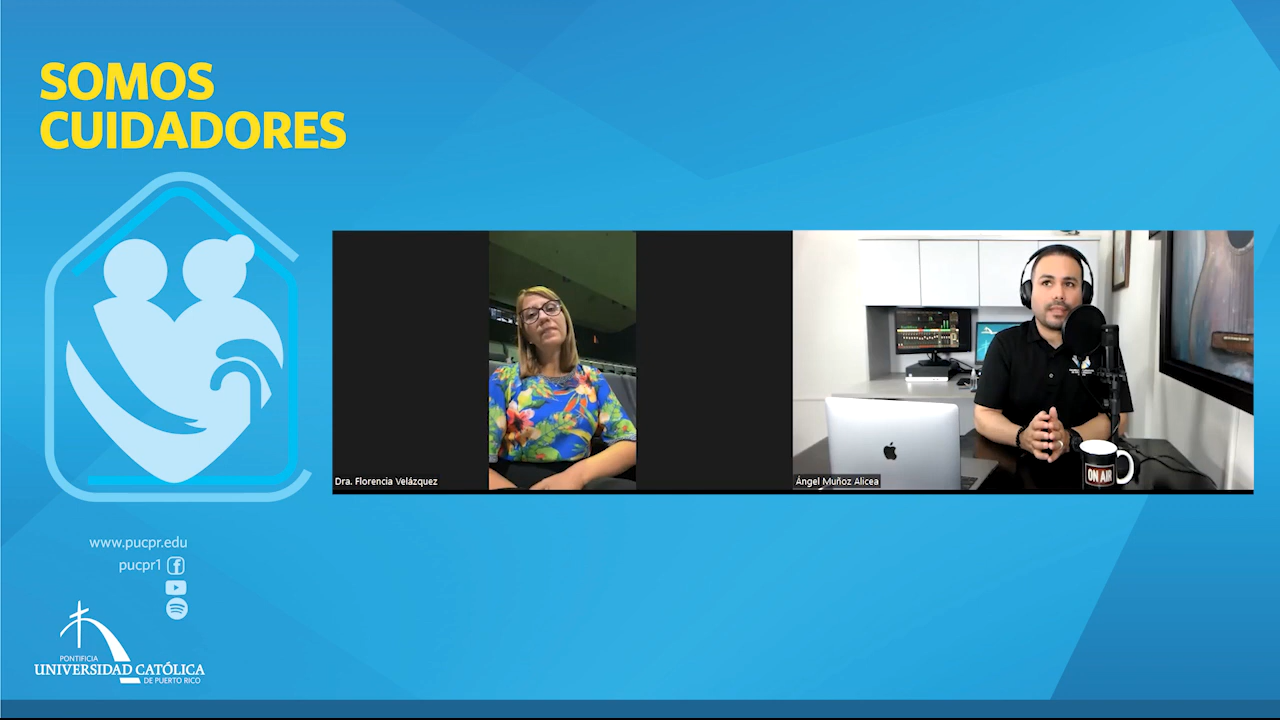 SOMOS
CUIDADORES
Dra. Florencia Velázquez
Ángel Muñoz Alicea
ON AIR
www.pucpr.edu
pucpr1
PONTIFICIA
UNIVERSIDAD CATÓLICA
DE PUERTO RICO